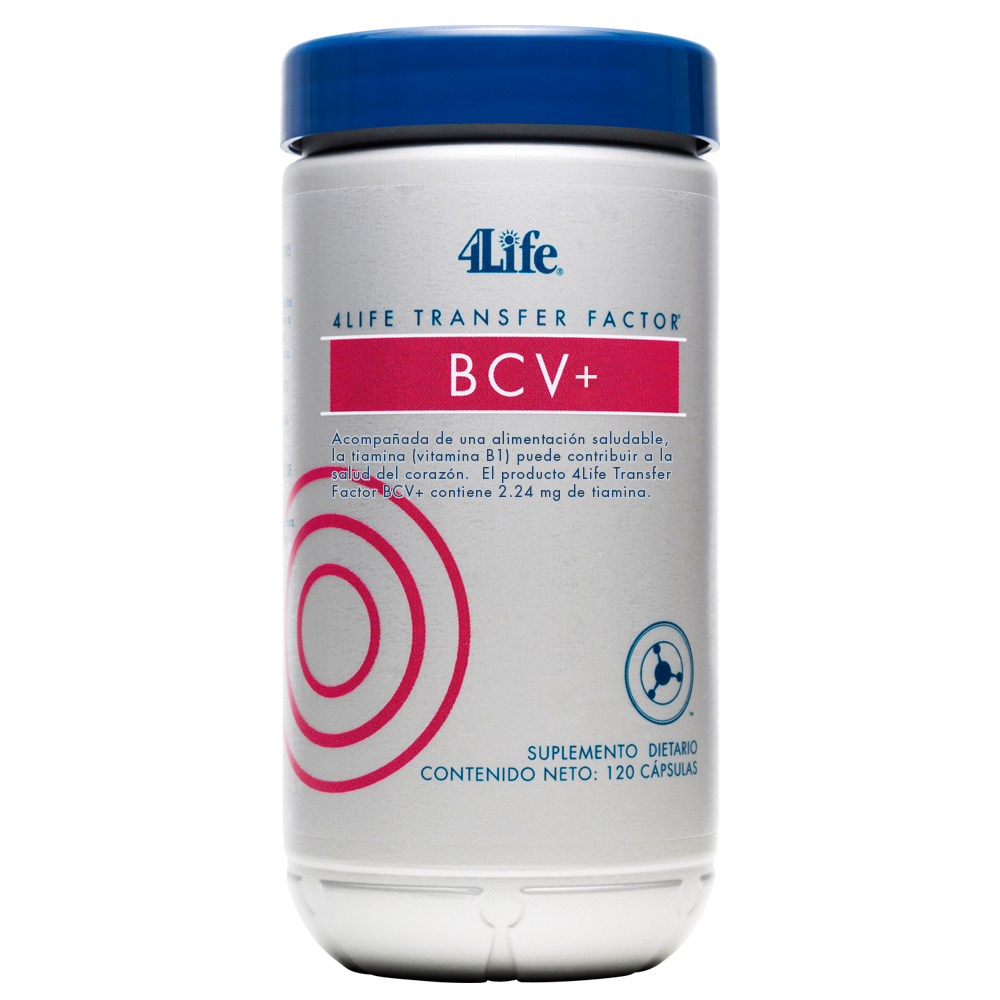 4Life®
4LIFE TRANSFER FACTOR®
BCV+
Acompañada de una alimentación saludable,
la tiamina (vitamina B1) puede contribuir a la
salud del corazón. El producto 4Life Transfer
Factor BCV+ contiene 2.24 mg de tiamina.
™
SUPLEMENTO DIETARIO
CONTENIDO NETO: 120 CÁPSULAS